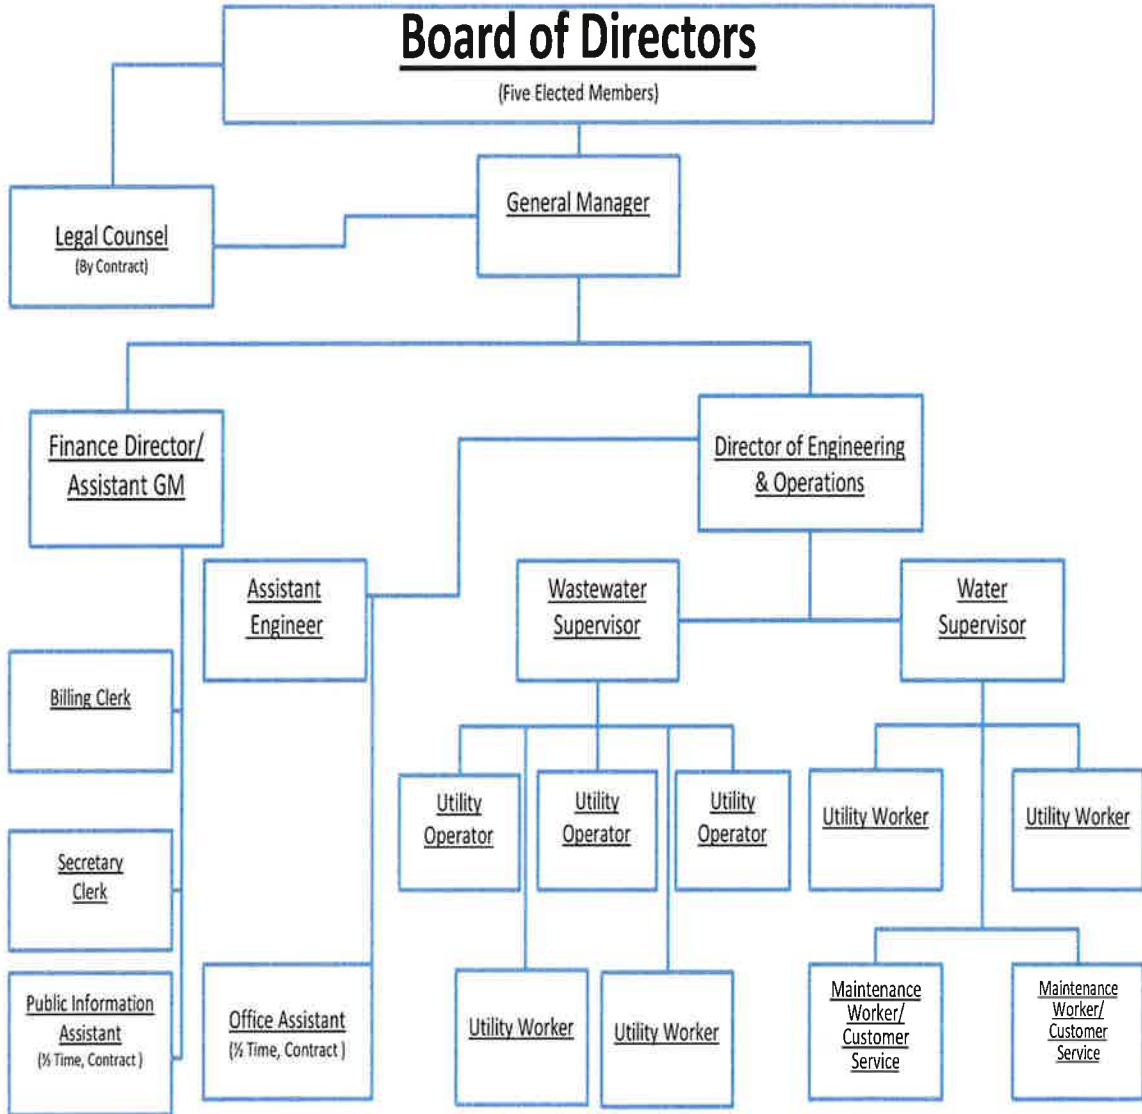 Board of Directors
(Five Elected Members)
General Manager
Legal Counsel
(By Contract)
Finance Director/
Assistant GM
Director of Engineering
& Operations
Assistant
Engineer
Wastewater
Supervisor
Water
Supervisor
Billing Clerk
Utility
Operator
Utility
Operator
Utility
Operator
Utility Worker
Utility Worker
Secretary
Clerk
Public Information
Assistant
(½ Time, Contract )
Office Assistant
(½ Time, Contract )
Utility Worker
Utility Worker
Maintenance
Worker/
Customer
Service
Maintenance
Worker/
Customer
Service